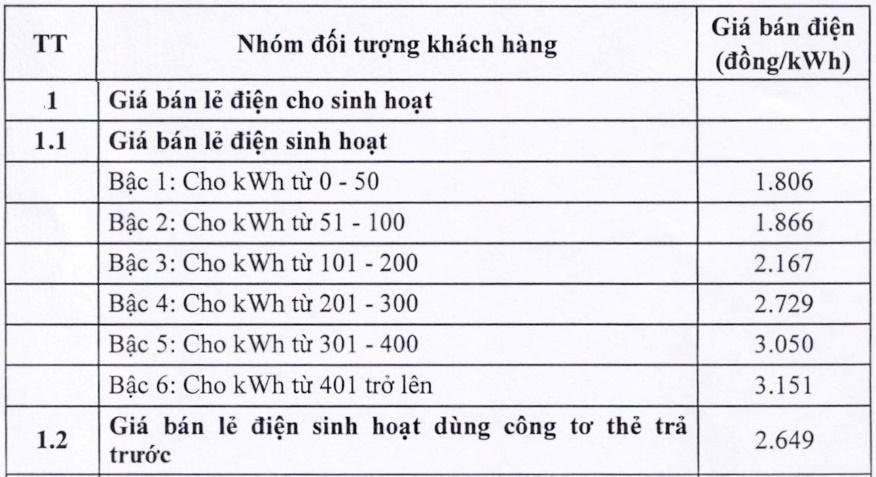 TT Nhóm đối tượng khách hàng Giá bán điện
(đồng/kWh)
1 Giá bán lẻ điện cho sinh hoạt
1.1 Giá bán lẻ điện sinh hoạt
Bậc 1: Cho kWh từ 0 - 50 1.806
Bậc 2: Cho kWh từ 51 - 100 1.866
Bậc 3: Cho kWh từ 101 - 200 2.167
Bậc 4: Cho kWh từ 201 - 300 2.729
Bậc 5: Cho kWh từ 301 - 400 3.050
Bậc 6: Cho kWh từ 401 trở lên 3.151
1.2 Giá bán lẻ điện sinh hoạt dùng công tơ thẻ trả 2.649
trước